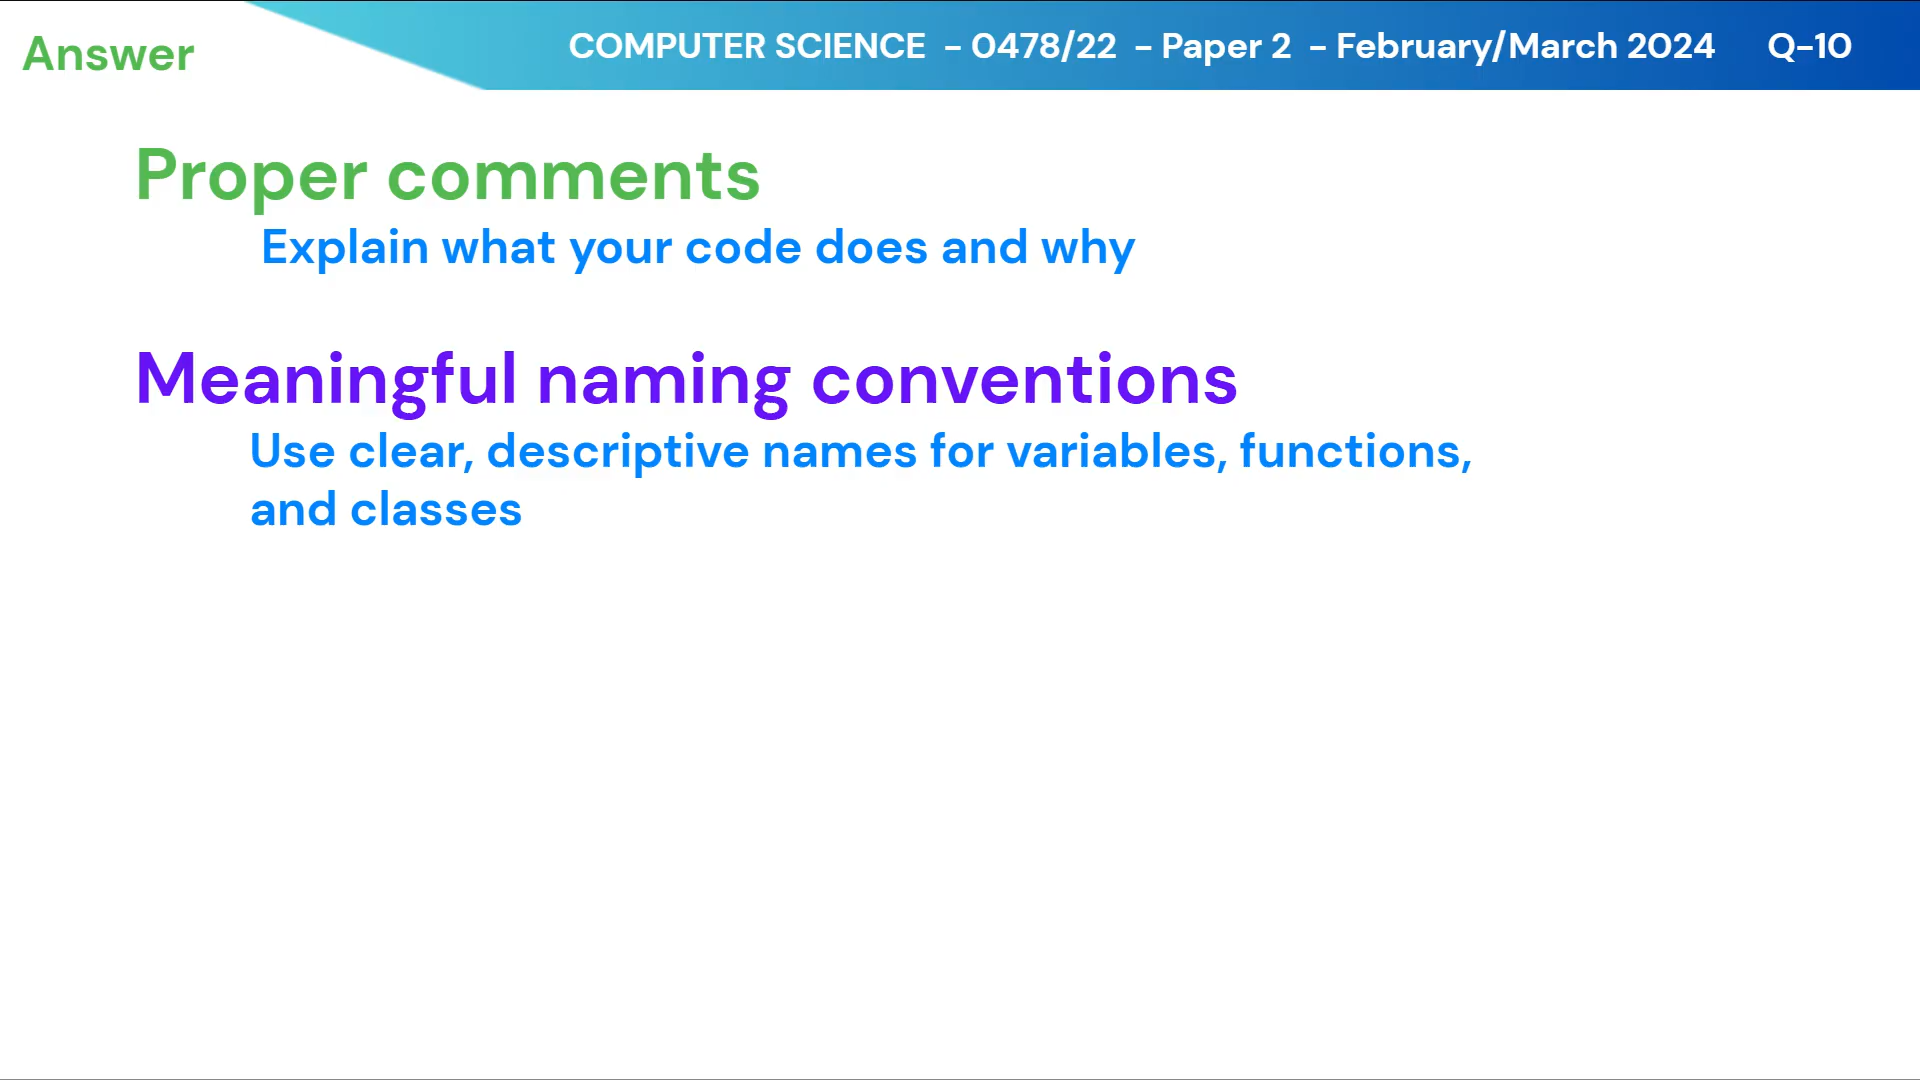 Answer
COMPUTER SCIENCE - 0478/22 - Paper 2 - February/March 2024 Q-10
Proper comments
Explain what your code does and why
Meaningful naming conventions
Use clear, descriptive names for variables, functions,
and classes